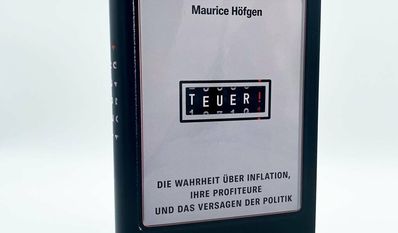 Maurice Höfgen
TEUER!
DIE WAHRHEIT ÜBER INFLATION,
IHRE PROFITEURE
UND DAS VERSAGEN DER POLITIK